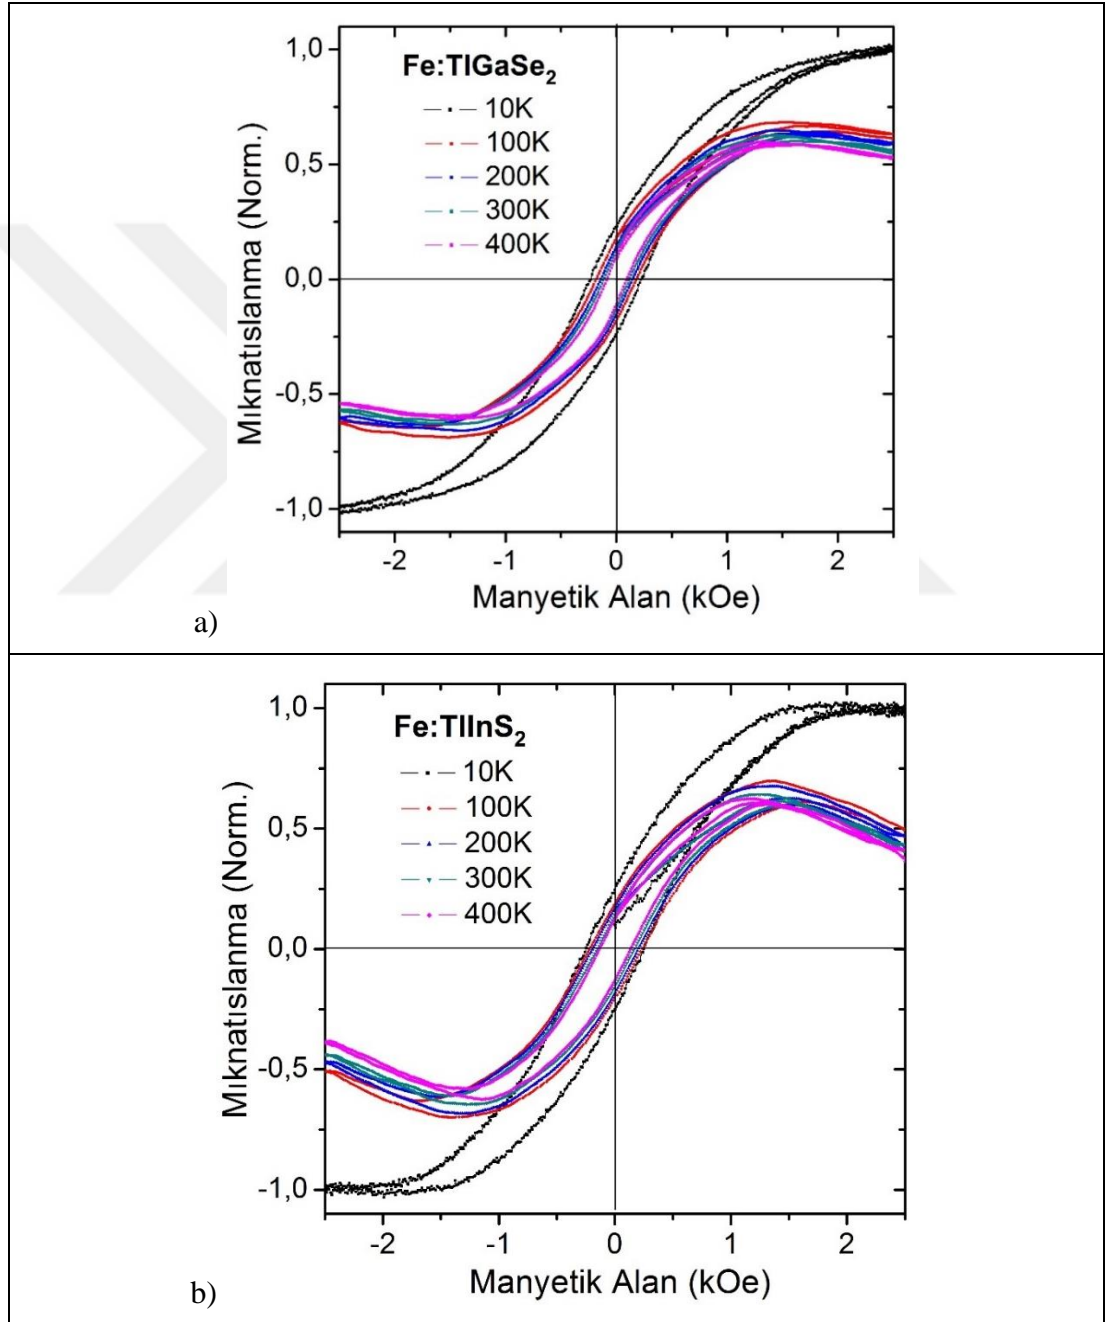 1,0
0,5
0,0
-0,5
-1,0
Mıknatıslanma (Norm.)
Fe:TlGaSe₂
10K
100K
200K
300K
400K
-2 -1 0 1 2
Manyetik Alan (kOe)
a)
1,0
0,5
0,0
-0,5
-1,0
Mıknatıslanma (Norm.)
Fe:TlInS₂
10K
100K
200K
300K
400K
-2 -1 0 1 2
Manyetik Alan (kOe)
b)